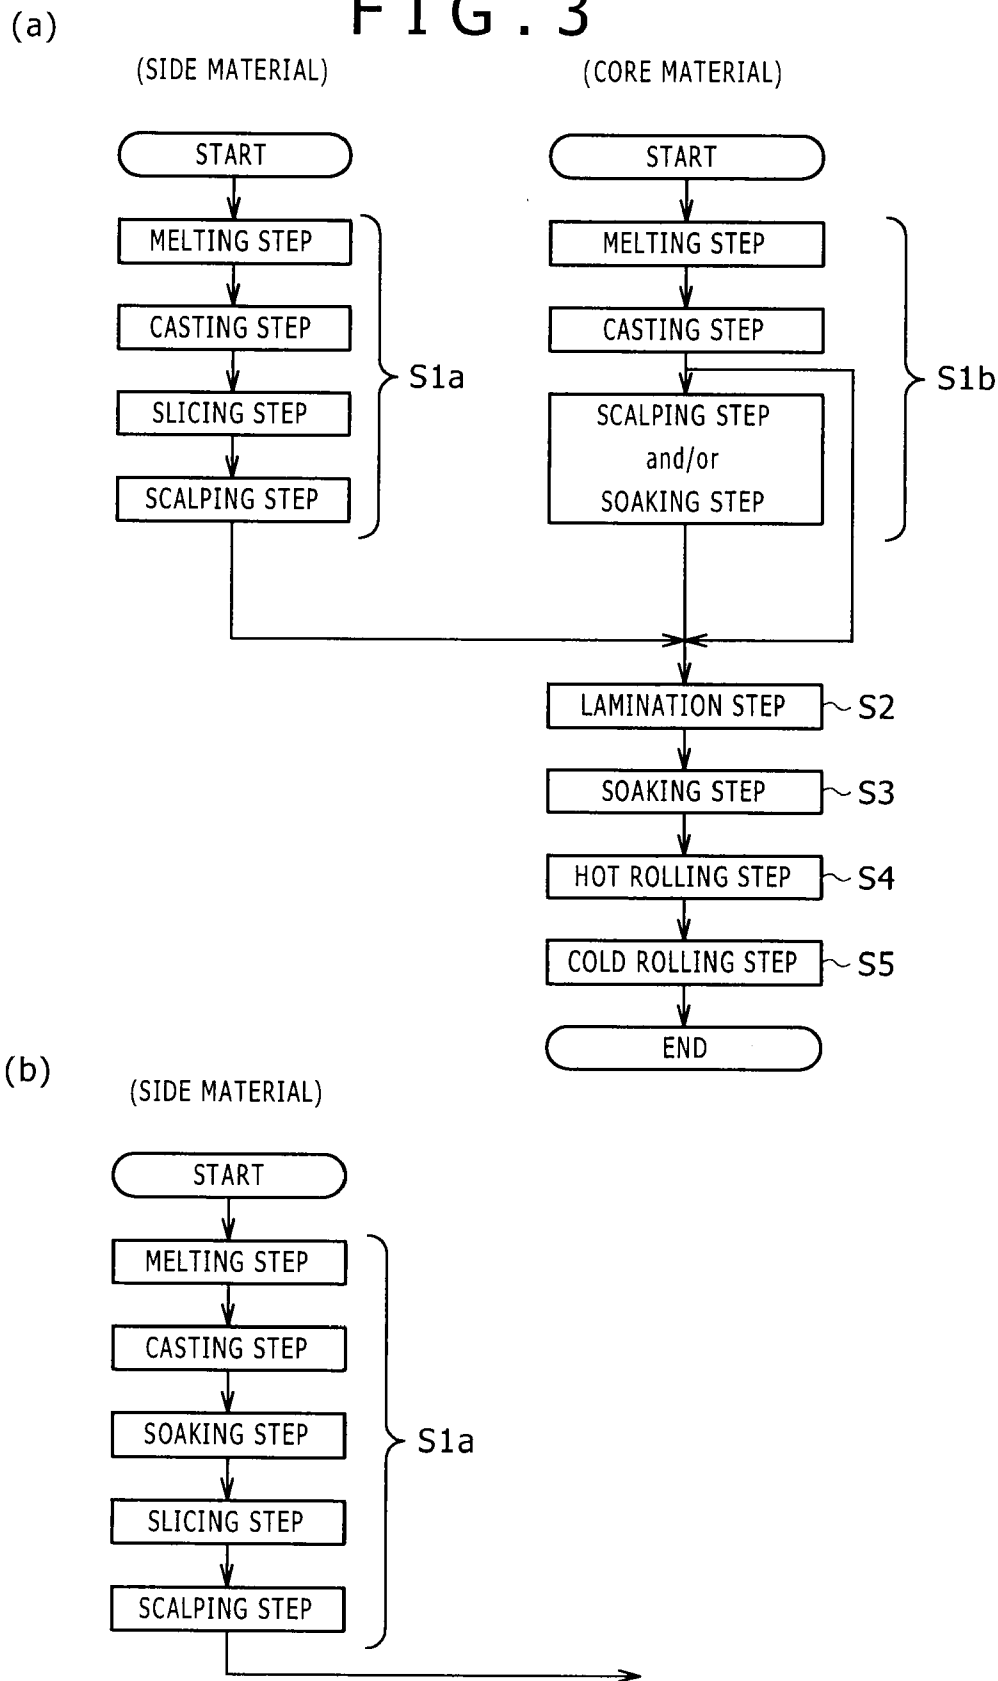 FIG.3
(a)
(SIDE MATERIAL)
START
MELTING STEP
CASTING STEP
SLICING STEP
SCALPING STEP
S1a
(CORE MATERIAL)
START
MELTING STEP
CASTING STEP
SCALPING STEP
and/or
SOAKING STEP
S1b
LAMINATION STEP
S2
SOAKING STEP
S3
HOT ROLLING STEP
S4
COLD ROLLING STEP
S5
END
(b)
(SIDE MATERIAL)
START
MELTING STEP
CASTING STEP
SOAKING STEP
SLICING STEP
SCALPING STEP
S1a